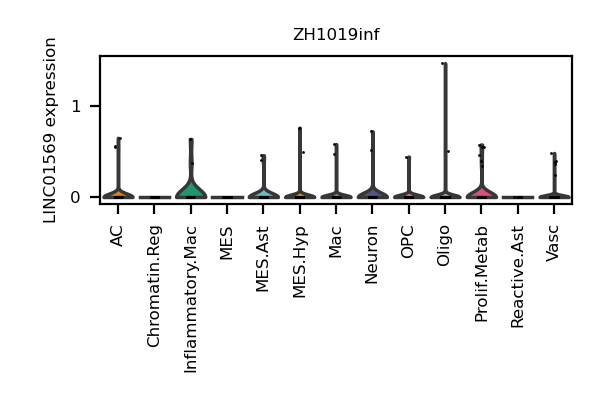 ZH1019inf
LINC01569 expression
1
0
AC
Chromatin.Reg
Inflammatory.Mac
MES
MES.Ast
MES.Hyp
Mac
Neuron
OPC
Oligo
Prolif.Metab
Reactive.Ast
Vasc